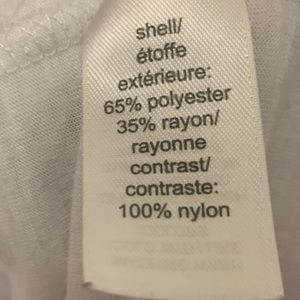 shell/
étoffe
extérieure:
65% polyester
35% rayon/
rayonne
contrast/
contraste:
100% nylon